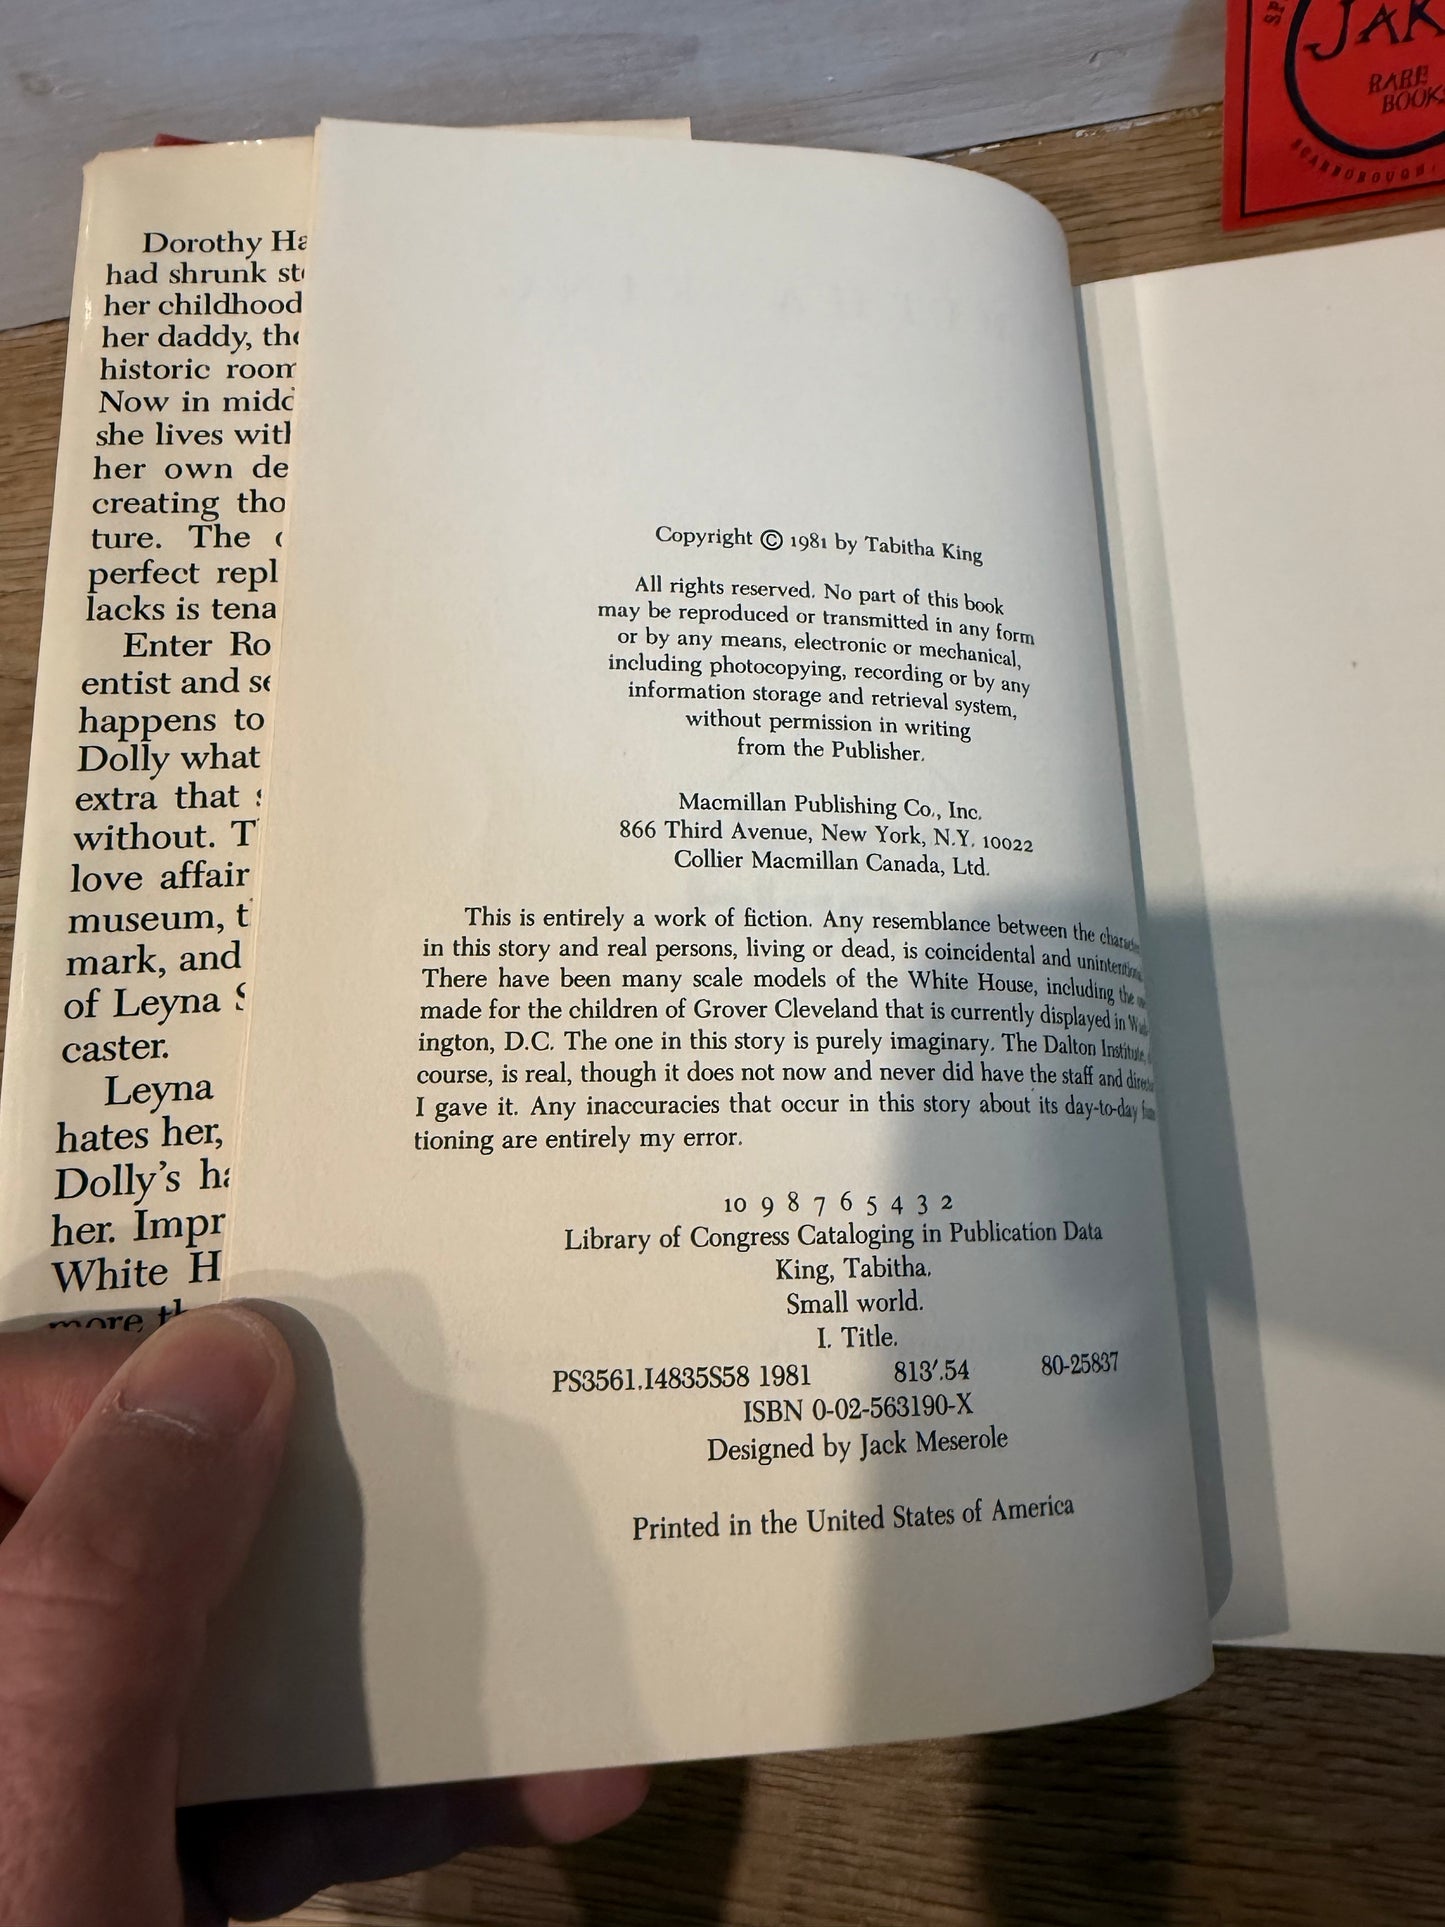 JAK
RARE
BOOK
SCARBOROUGH,
Dorothy Ha
had shrunk st
her childhood
her daddy, the
historic room
Now in midd
she lives with
her own de
creating tho
ture. The
perfect repl
lacks is tena
Enter Ro
entist and se
happens to
Dolly what
extra that
without. T
love affair
museum, t
mark, and
of Leyna S
caster.
Leyna
hates her,
Dolly's ha
her. Impr
White H
more th
Copyright © 1981 by Tabitha King
All rights reserved. No part of this book
may be reproduced or transmitted in any form
or by any means, electronic or mechanical,
including photocopying, recording or by any
information storage and retrieval system,
without permission in writing
from the Publisher.
Macmillan Publishing Co., Inc.
866 Third Avenue, New York, N.Y. 10022
Collier Macmillan Canada, Ltd.
This is entirely a work of fiction. Any resemblance between the
in this story and real persons, living or dead, is coincidental and
There have been many scale models of the White House, including the
made for the children of Grover Cleveland that is currently displayed in
ington, D.C. The one in this story is purely imaginary. The Dalton Institute,
course, is real, though it does not now and never did have the staff and
I gave it. Any inaccuracies that occur in this story about its day-to-day
tioning are entirely my error.
10 9 8 7 6 5 4 3 2
Library of Congress Cataloging in Publication Data
King, Tabitha.
Small world.
I. Title.
PS3561.I4835S58 1981 813'.54 80-25837
ISBN 0-02-563190-X
Designed by Jack Meserole
Printed in the United States of America